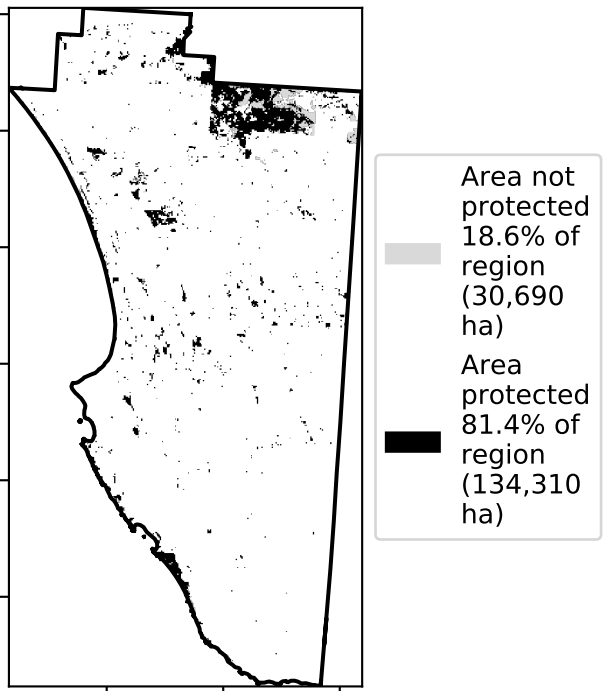 Area not
protected
18.6% of
region
(30,690
ha)
Area
protected
81.4% of
region
(134,310
ha)